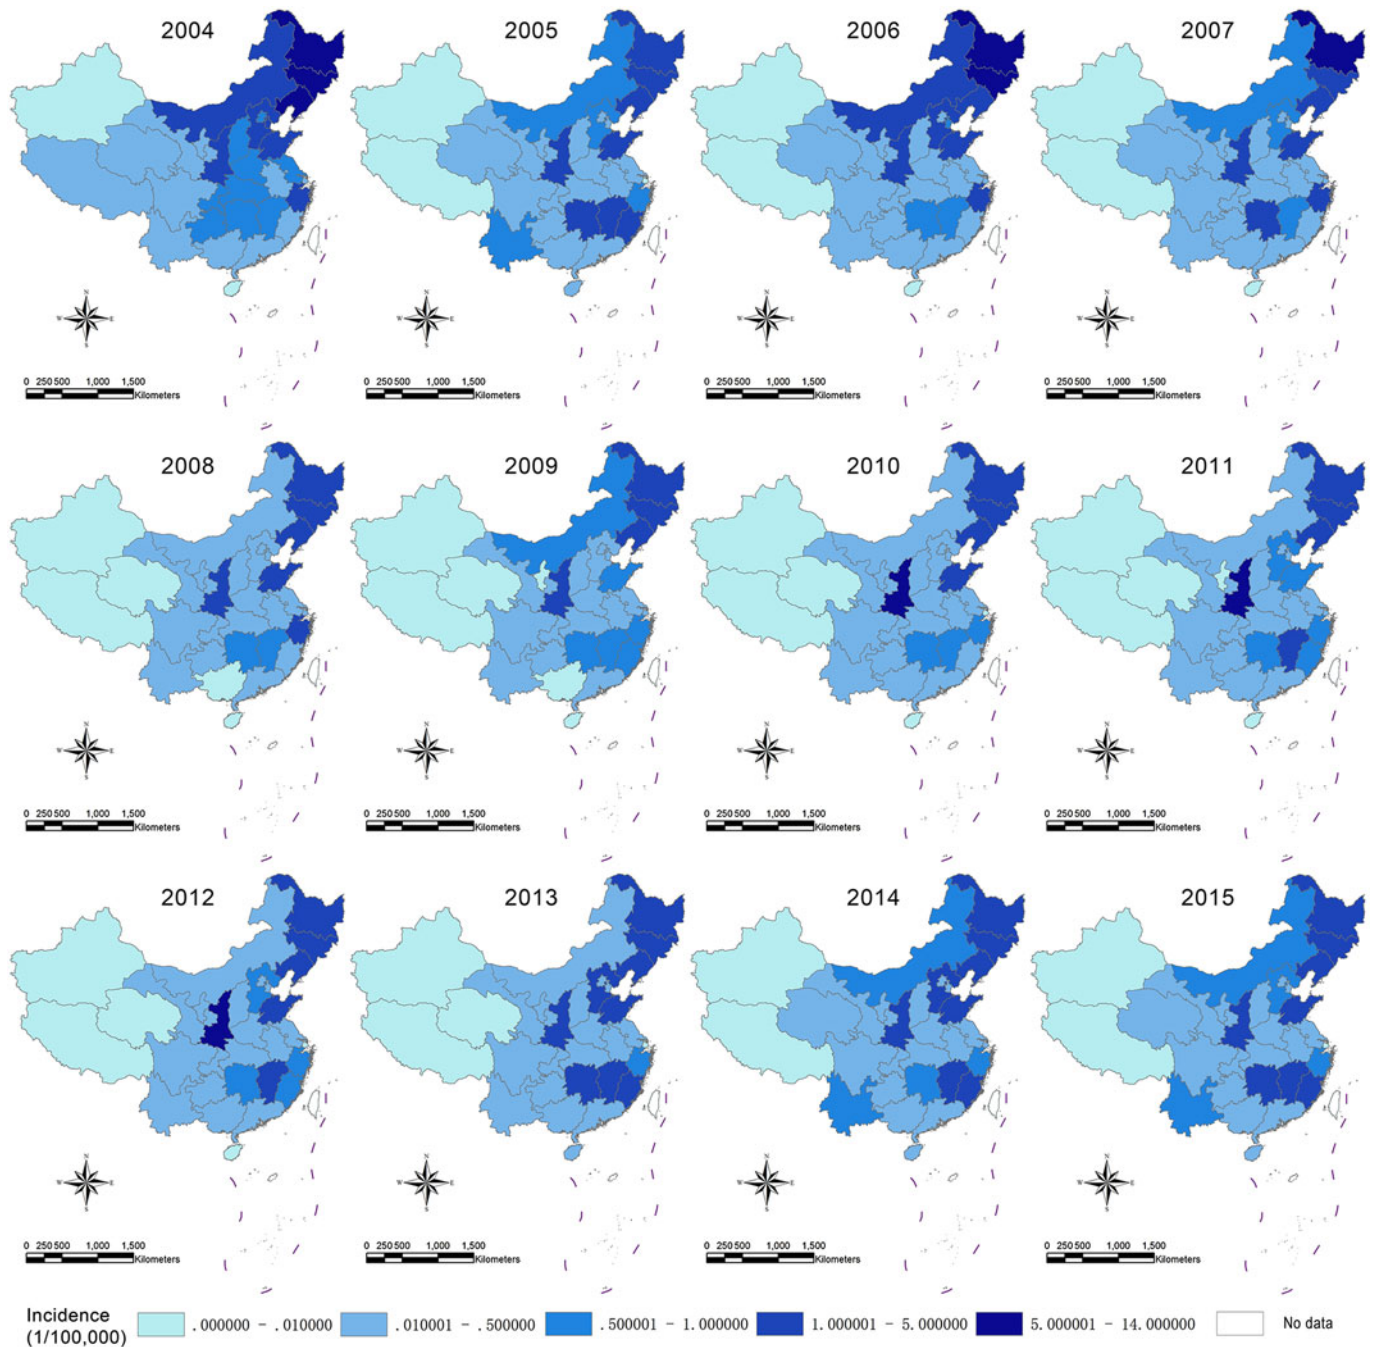 2004 2005 2006 2007
N N N N
W E W E W E W E
S S S S
0 250 500 1,000 1,500 0 250 500 1,000 1,500 0 250 500 1,000 1,500 0 250 500 1,000 1,500
Kilometers Kilometers Kilometers Kilometers
2008 2009 2010 2011
N N N N
W E W E W E W E
S S S S
0 250 500 1,000 1,500 0 250 500 1,000 1,500 0 250 500 1,000 1,500 0 250 500 1,000 1,500
Kilometers Kilometers Kilometers Kilometers
2012 2013 2014 2015
N N N N
W E W E W E W E
S S S S
0 250 500 1,000 1,500 0 250 500 1,000 1,500 0 250 500 1,000 1,500 0 250 500 1,000 1,500
Kilometers Kilometers Kilometers Kilometers
Incidence
(1/100,000) .000000 - .010000 .010001 - .500000 .500001 - 1.000000 1.000001 - 5.000000 5.000001 - 14.000000 No data